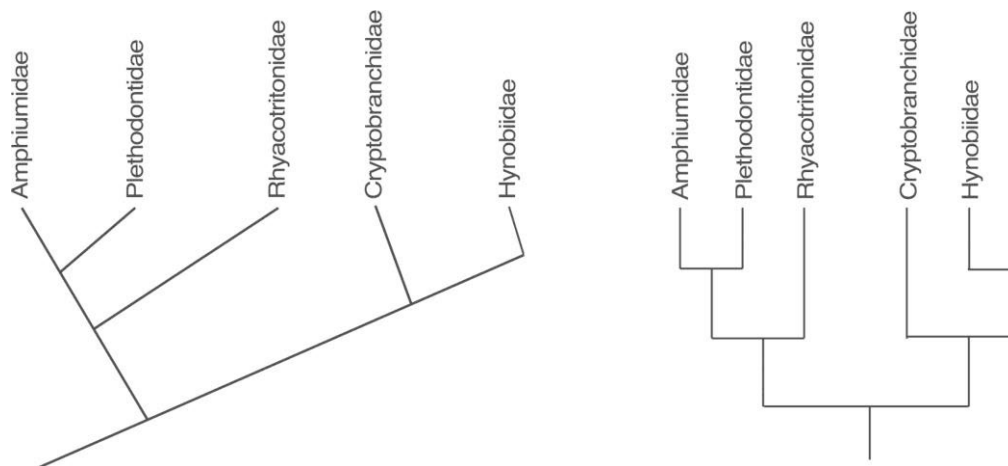 Amphiumidae
Plethodontidae
Rhyacotritonidae
Cryptobranchidae
Hynobiidae
Amphiumidae
Plethodontidae
Rhyacotritonidae
Cryptobranchidae
Hynobiidae